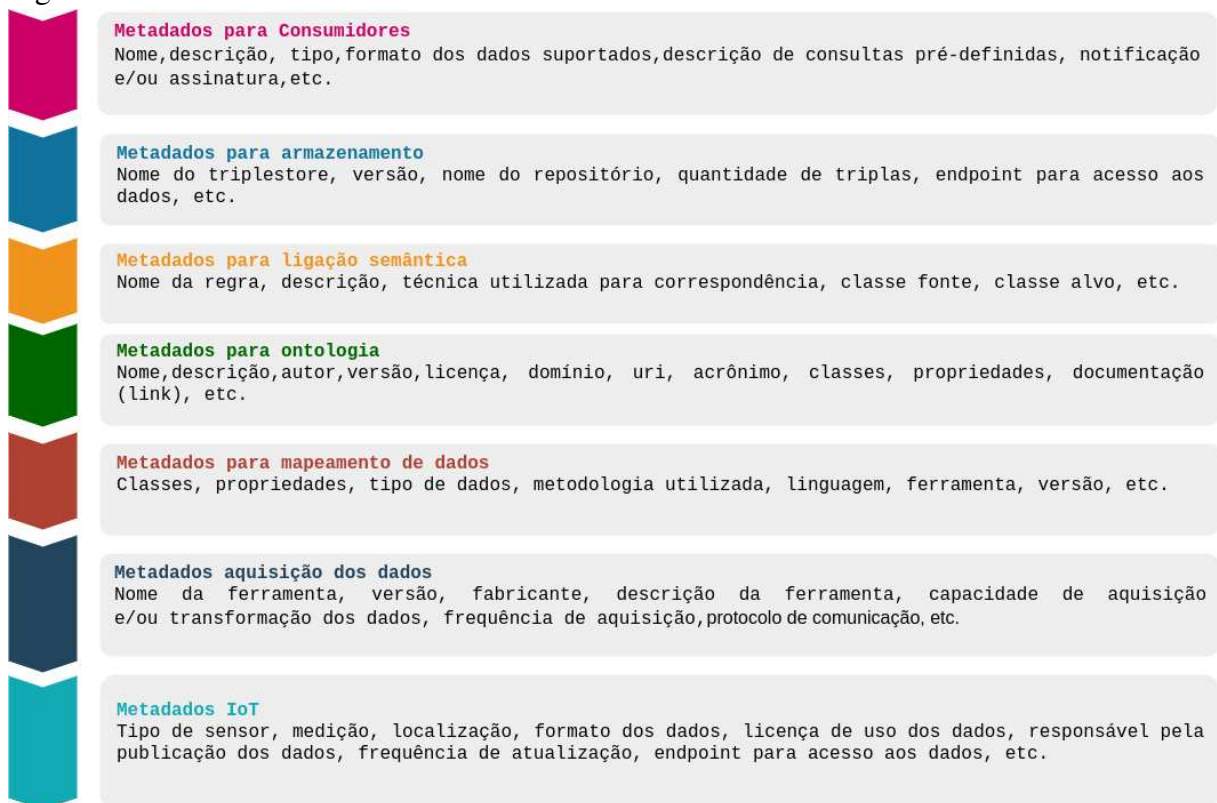 Metadados para Consumidores
Nome,descrição, tipo,formato dos dados suportados,descrição de consultas pré-definidas, notificação
e/ou assinatura,etc.
Metadados para armazenamento
Nome do triplestore, versão, nome do repositório, quantidade de triplas, endpoint para acesso aos
dados, etc.
Metadados para ligação semântica
Nome da regra, descrição, técnica utilizada para correspondência, classe fonte, classe alvo, etc.
Metadados para ontologia
Nome,descrição,autor,versão,licença, domínio, uri, acrônimo, classes, propriedades, documentação
(link), etc.
Metadados para mapeamento de dados
Classes, propriedades, tipo de dados, metodologia utilizada, linguagem, ferramenta, versão, etc.
Metadados aquisição dos dados
Nome da ferramenta, versão, fabricante, descrição da ferramenta, capacidade de aquisição
e/ou transformação dos dados, frequência de aquisição,protocolo de comunicação, etc.
Metadados IoT
Tipo de sensor, medição, localização, formato dos dados, licença de uso dos dados, responsável pela
publicação dos dados, frequência de atualização, endpoint para acesso aos dados, etc.